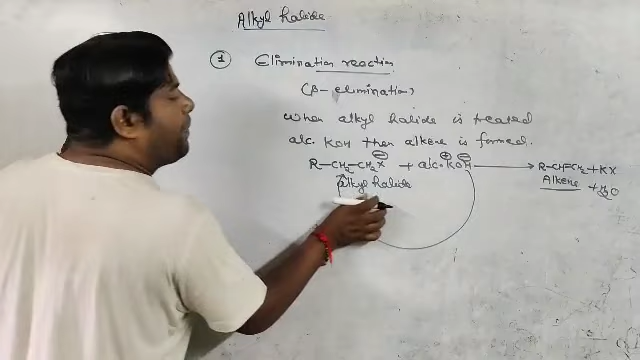 Alkyl halide
1 Elimination reaction
(β-elimination)
When alkyl halide is treated
alc. KOH then alkene is formed.
R-CH₂-CH₂X⊖ + alc. K⊕OH⊖ → R-CH=CH₂ + KX
Alkyl halide Alkene + H₂O